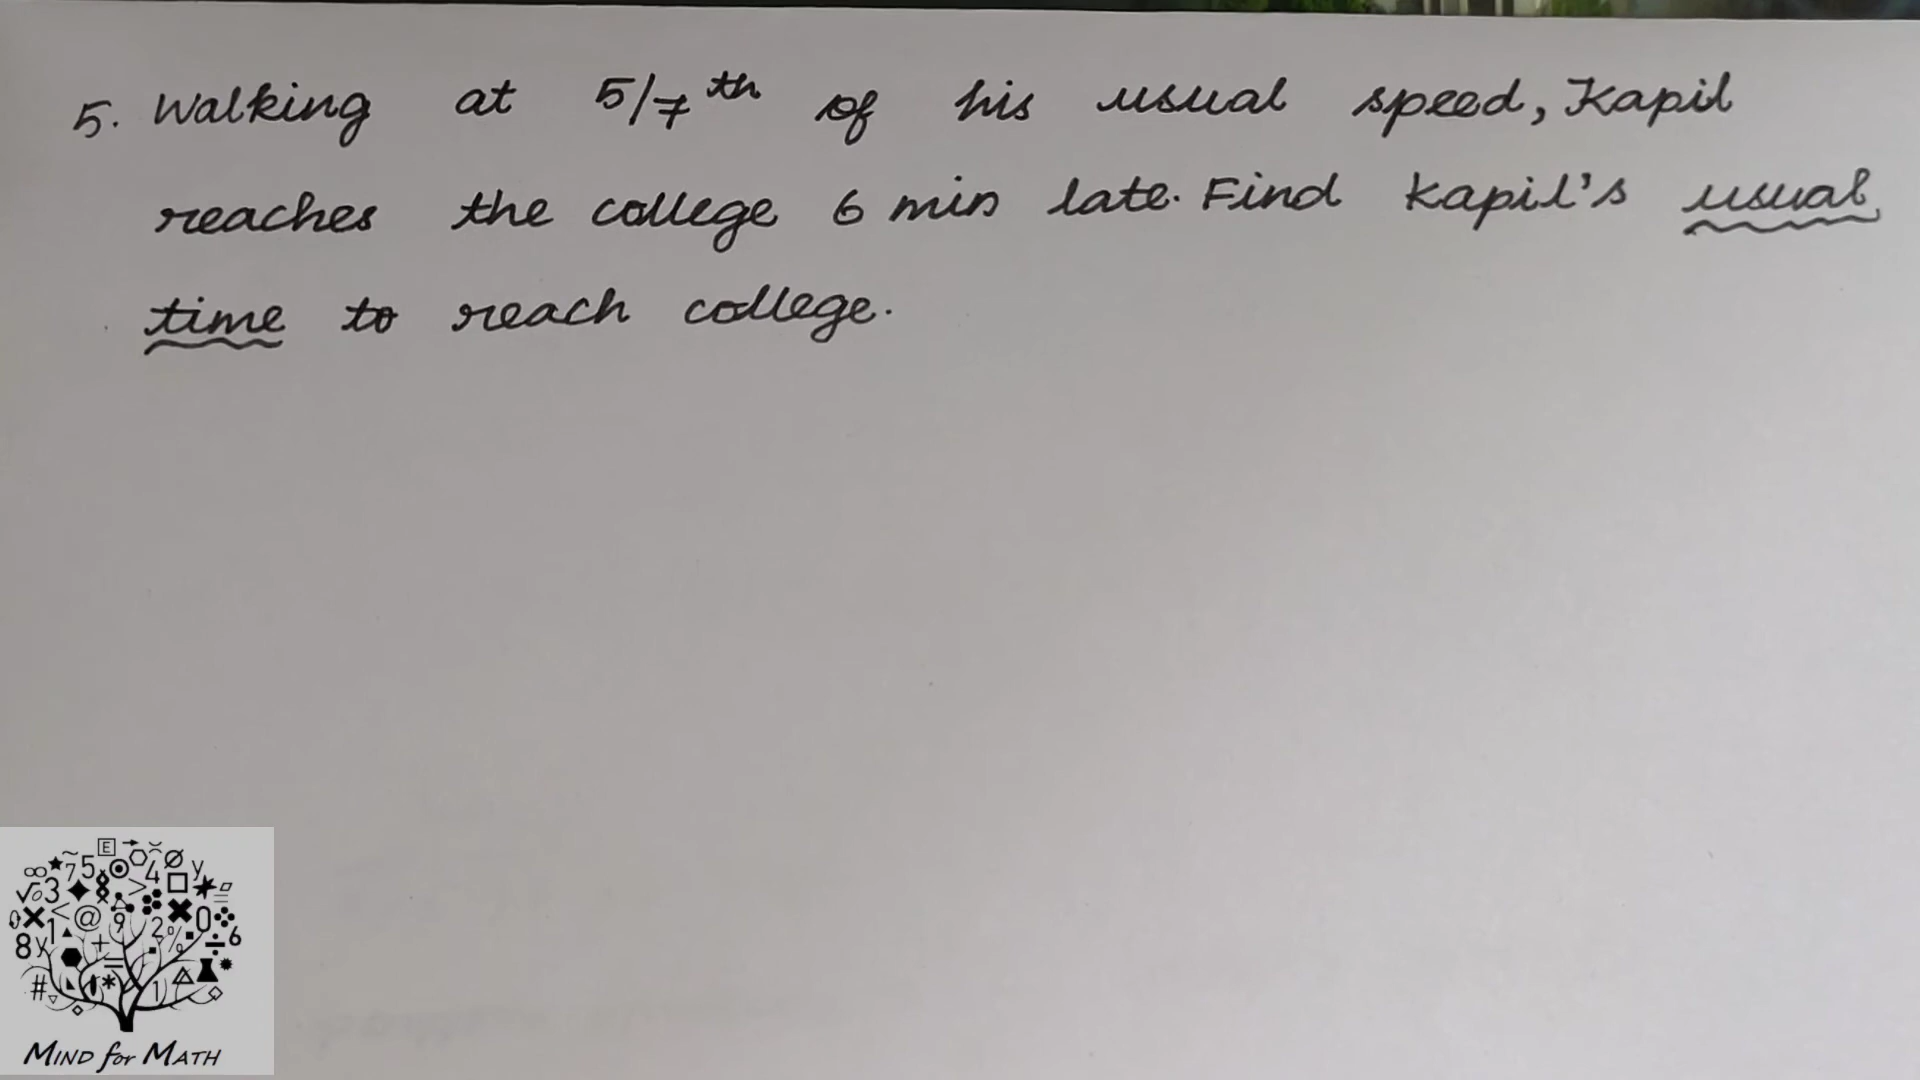 5. Walking at 5/7th of his usual speed, Kapil
reaches the college 6 min late. Find Kapil's usual
time to reach college.
MIND for MATH